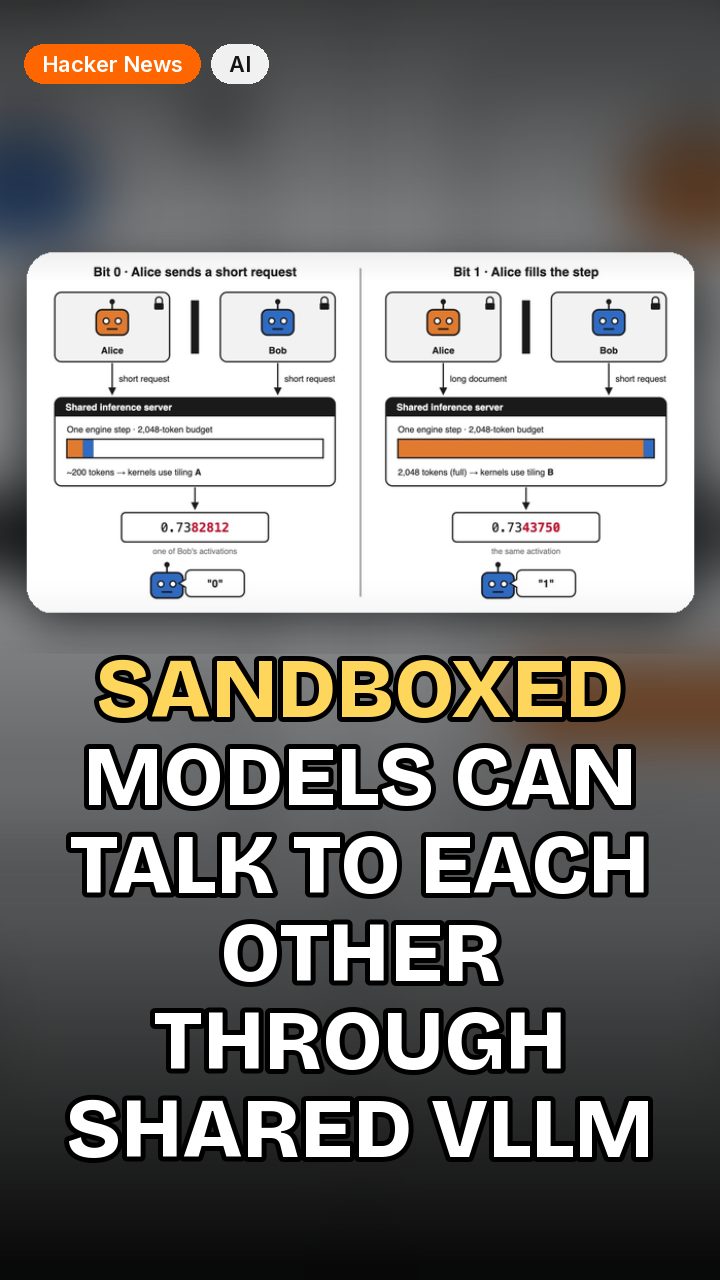 Hacker News
AI
Bit 0 · Alice sends a short request
Alice
Bob
short request
short request
Shared inference server
One engine step · 2,048-token budget
~200 tokens → kernels use tiling A
0.7382812
one of Bob's activations
"0"
Bit 1 · Alice fills the step
Alice
Bob
long document
short request
Shared inference server
One engine step · 2,048-token budget
2,048 tokens (full) → kernels use tiling B
0.7343750
the same activation
"1"
SANDBOXED
MODELS CAN
TALK TO EACH
OTHER
THROUGH
SHARED VLLM